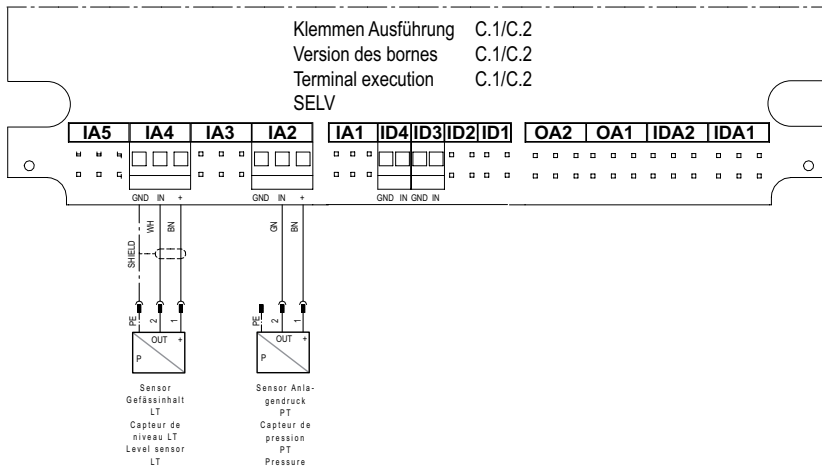 Klemmen Ausführung C.1/C.2
Version des bornes C.1/C.2
Terminal execution C.1/C.2
SELV
IA5 IA4 IA3 IA2 IA1 ID4 ID3 ID2 ID1 OA2 OA1 IDA2 IDA1
GND IN + GND IN + GND IN GND IN
SHIELD WH BN GN BN
PE 2 1 PE 2 1
OUT + OUT +
P P
Sensor
Gefässinhalt
LT
Capteur de
niveau LT
Level sensor
LT
Sensor Anla-
gendruck
PT
Capteur de
pression
PT
Pressure